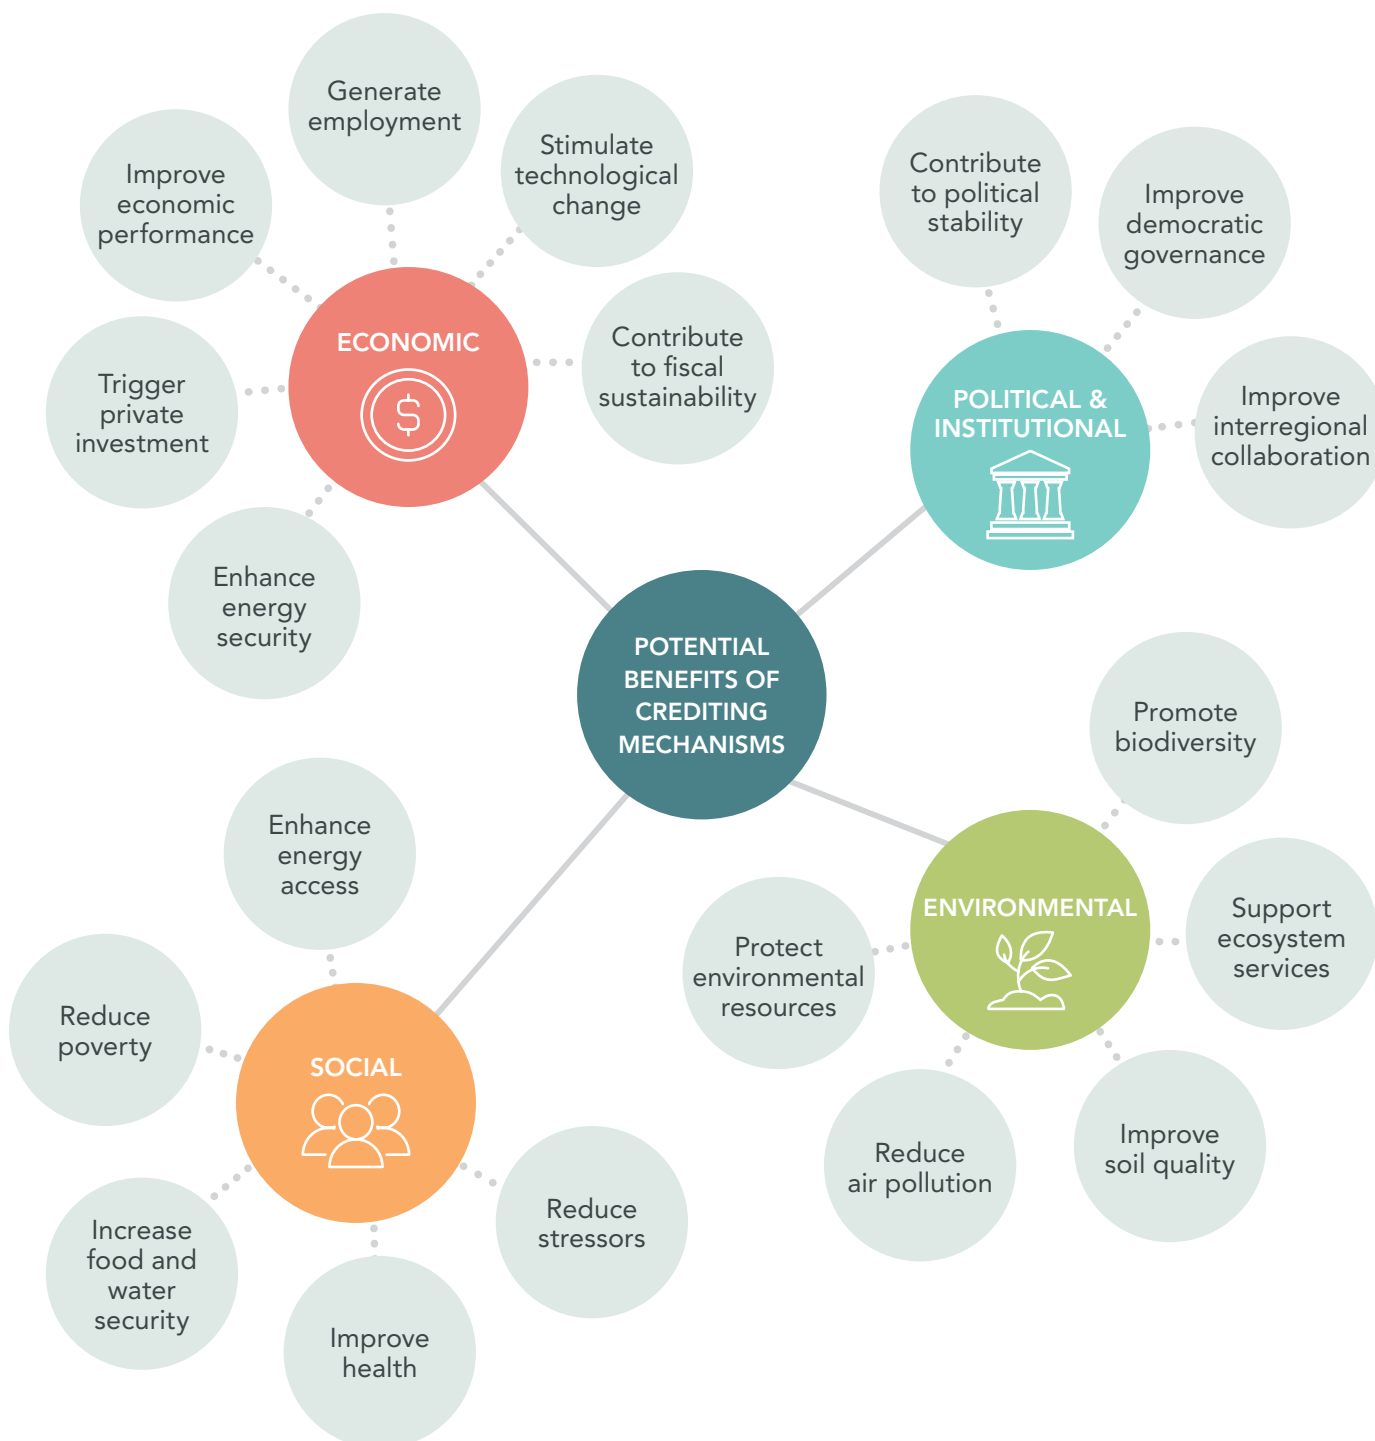 Generate
employment
Stimulate
technological
change
Improve
economic
performance
Contribute
to fiscal
sustainability
Trigger
private
investment
Enhance
energy
security
ECONOMIC
$
Contribute
to political
stability
Improve
democratic
governance
Improve
interregional
collaboration
POLITICAL &
INSTITUTIONAL
POTENTIAL
BENEFITS OF
CREDITING
MECHANISMS
Promote
biodiversity
Support
ecosystem
services
ENVIRONMENTAL
Protect
environmental
resources
Improve
soil quality
Reduce
air pollution
Enhance
energy
access
Reduce
poverty
SOCIAL
Increase
food and
water
security
Improve
health
Reduce
stressors